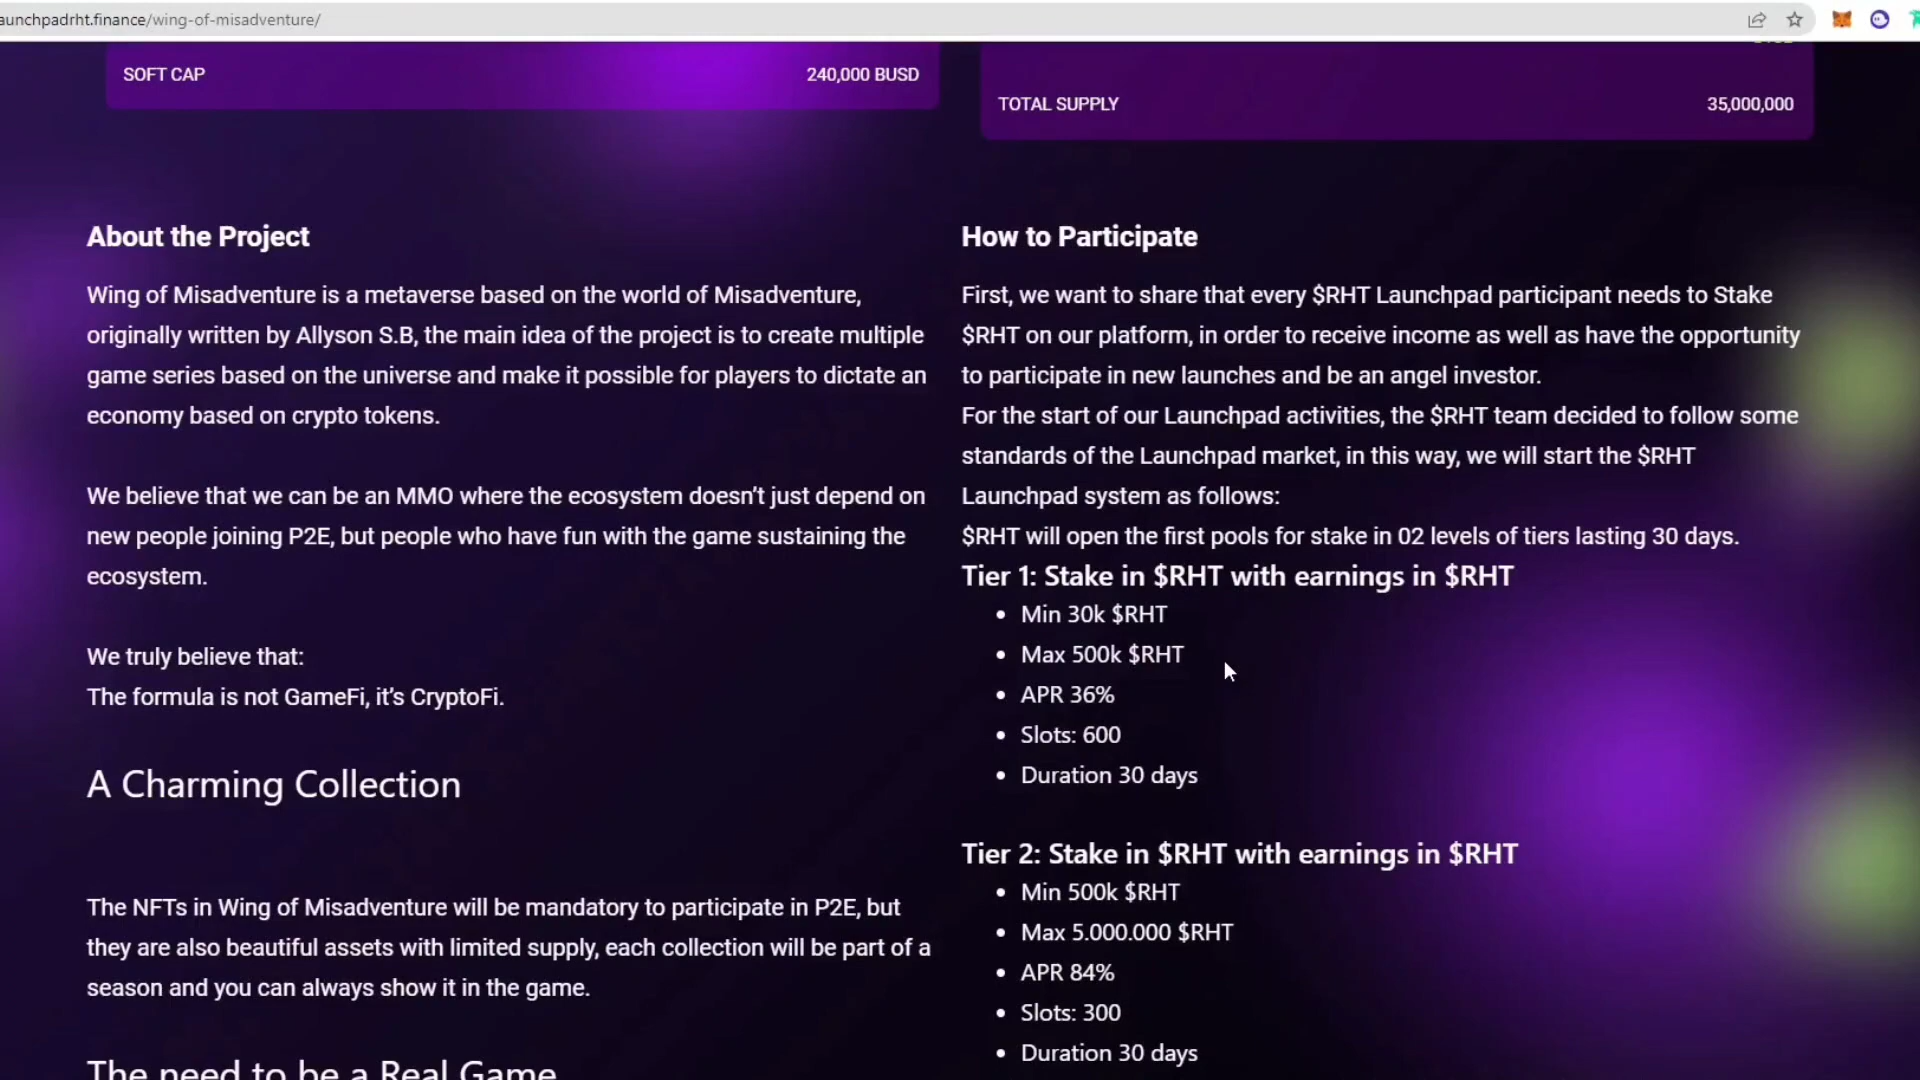 aunchpadrht.finance/wing-of-misadventure/
SOFT CAP 240,000 BUSD
TOTAL SUPPLY 35,000,000
About the Project
Wing of Misadventure is a metaverse based on the world of Misadventure,
originally written by Allyson S.B, the main idea of the project is to create multiple
game series based on the universe and make it possible for players to dictate an
economy based on crypto tokens.
We believe that we can be an MMO where the ecosystem doesn’t just depend on
new people joining P2E, but people who have fun with the game sustaining the
ecosystem.
We truly believe that:
The formula is not GameFi, it’s CryptoFi.
A Charming Collection
The NFTs in Wing of Misadventure will be mandatory to participate in P2E, but
they are also beautiful assets with limited supply, each collection will be part of a
season and you can always show it in the game.
The need to be a Real Game
How to Participate
First, we want to share that every $RHT Launchpad participant needs to Stake
$RHT on our platform, in order to receive income as well as have the opportunity
to participate in new launches and be an angel investor.
For the start of our Launchpad activities, the $RHT team decided to follow some
standards of the Launchpad market, in this way, we will start the $RHT
Launchpad system as follows:
$RHT will open the first pools for stake in 02 levels of tiers lasting 30 days.
Tier 1: Stake in $RHT with earnings in $RHT
• Min 30k $RHT
• Max 500k $RHT
• APR 36%
• Slots: 600
• Duration 30 days
Tier 2: Stake in $RHT with earnings in $RHT
• Min 500k $RHT
• Max 5.000.000 $RHT
• APR 84%
• Slots: 300
• Duration 30 days